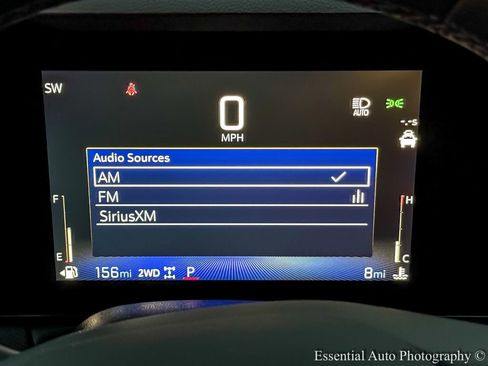 SW
0
MPH
AUTO
-.-s
Audio Sources
AM
FM
SiriusXM
F
E
H
C
156mi 2WD P 8mi
Essential Auto Photography ©